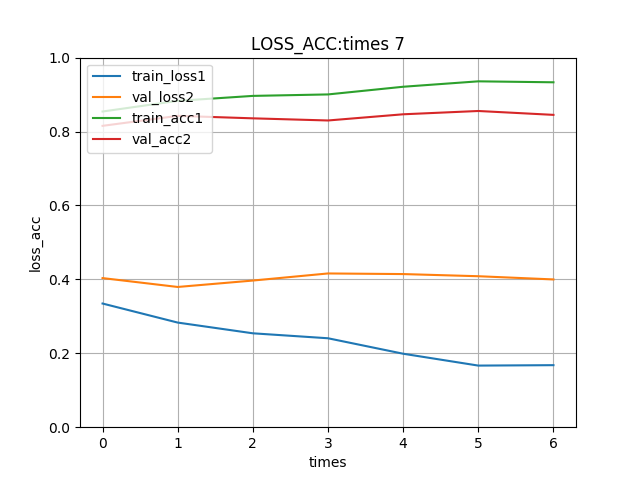 LOSS_ACC:times 7
train_loss1
val_loss2
train_acc1
val_acc2
1.0
0.8
0.6
0.4
0.2
0.0
loss_acc
0 1 2 3 4 5 6
times